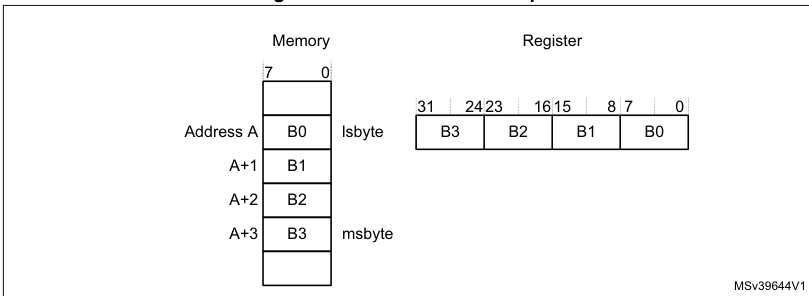 Memory Register
7 0
31 24 23 16 15 8 7 0
Address A B0 lsbyte B3 B2 B1 B0
A+1 B1
A+2 B2
A+3 B3 msbyte
MSv39644V1